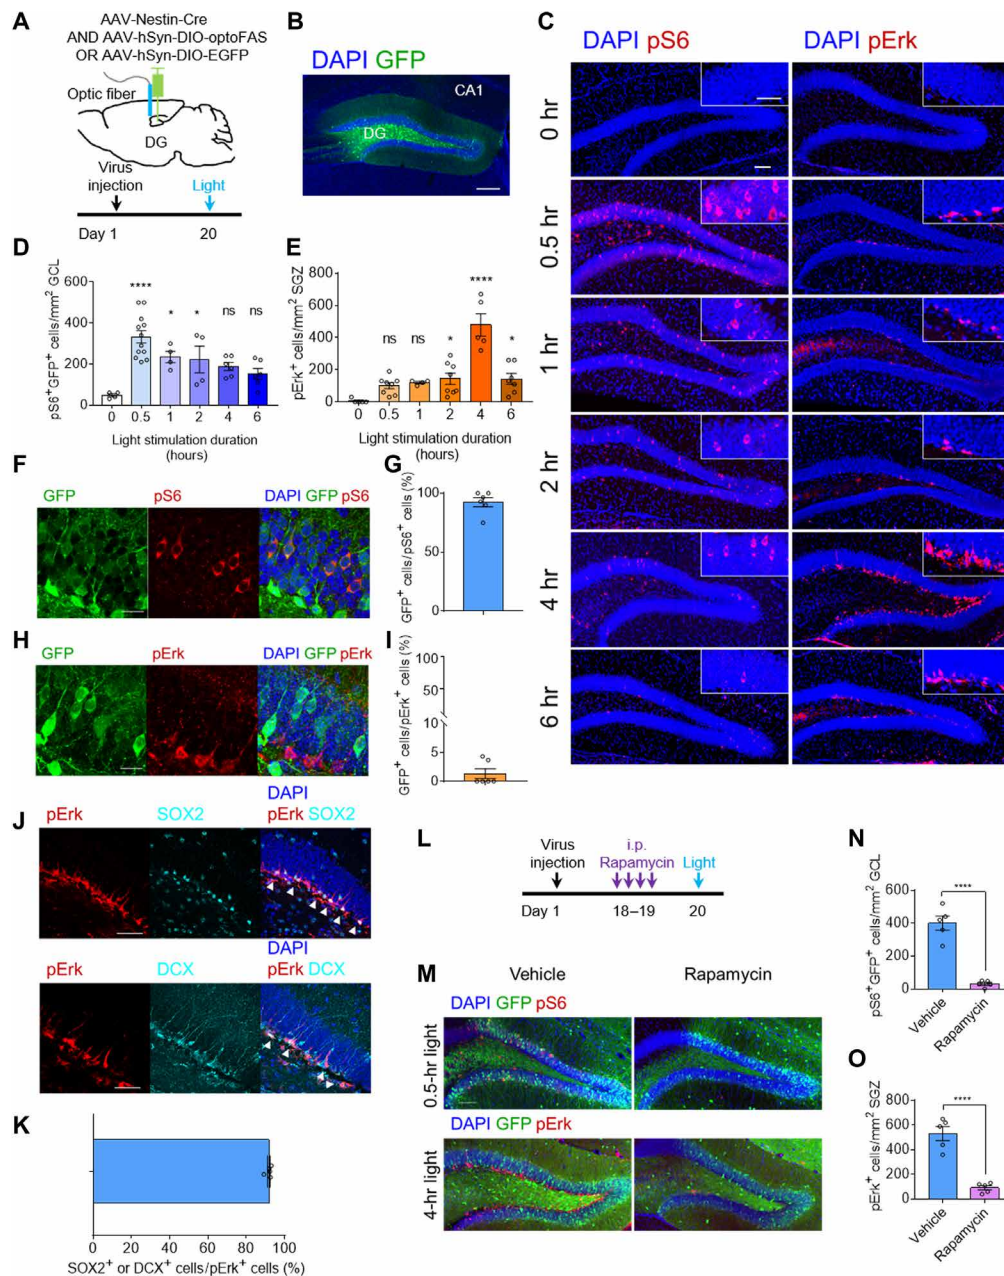 A
AAV-Nestin-Cre
AND AAV-hSyn-DIO-optoFAS
OR AAV-hSyn-DIO-EGFP
Optic fiber
DG
Virus
injection
Light
Day 1
20
B
DAPI GFP
CA1
DG
C
DAPI pS6
DAPI pErk
0 hr
0.5 hr
1 hr
2 hr
4 hr
6 hr
D
pS6⁺GFP⁺ cells/mm² GCL
600
400
200
0
****
*
*
ns
ns
0
0.5
1
2
4
6
Light stimulation duration
(hours)
E
pErk⁺ cells/mm² SGZ
800
600
400
200
0
ns
ns
*
****
*
0
0.5
1
2
4
6
Light stimulation duration
(hours)
F
GFP
pS6
DAPI GFP pS6
G
GFP⁺ cells/pS6⁺ cells (%)
100
50
0
H
GFP
pErk
DAPI GFP pErk
I
GFP⁺ cells/pErk⁺ cells (%)
100
50
10
5
0
J
pErk
SOX2
DAPI
pErk SOX2
pErk
DCX
DAPI
pErk DCX
K
0
20
40
60
80
100
SOX2⁺ or DCX⁺ cells/pErk⁺ cells (%)
L
Virus
injection
i.p.
Rapamycin
Light
Day 1
18–19
20
M
Vehicle
Rapamycin
DAPI GFP pS6
0.5-hr light
DAPI GFP pErk
4-hr light
N
pS6⁺GFP⁺ cells/mm² GCL
600
400
200
0
****
Vehicle
Rapamycin
O
pErk⁺ cells/mm² SGZ
800
600
400
200
0
****
Vehicle
Rapamycin